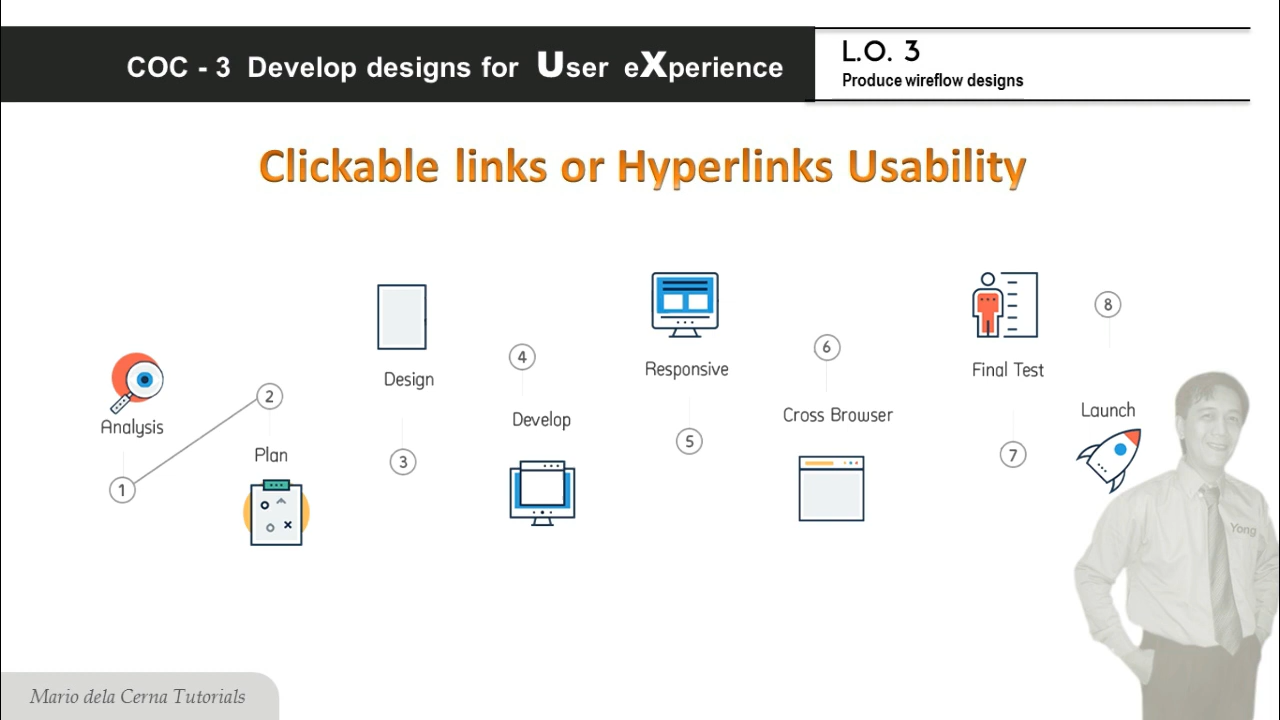 COC - 3 Develop designs for User eXperience
L.O. 3
Produce wireflow designs
Clickable links or Hyperlinks Usability
Analysis
1
2
Plan
Design
3
4
Develop
Responsive
5
6
Cross Browser
Final Test
7
8
Launch
Yong
Mario dela Cerna Tutorials